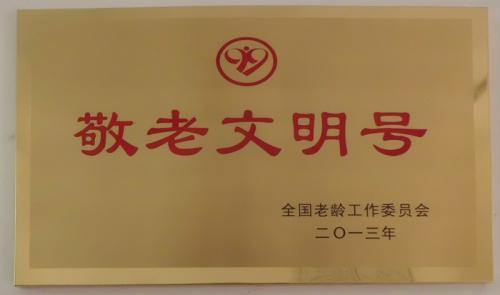 敬老文明号
全国老龄工作委员会
二〇一三年